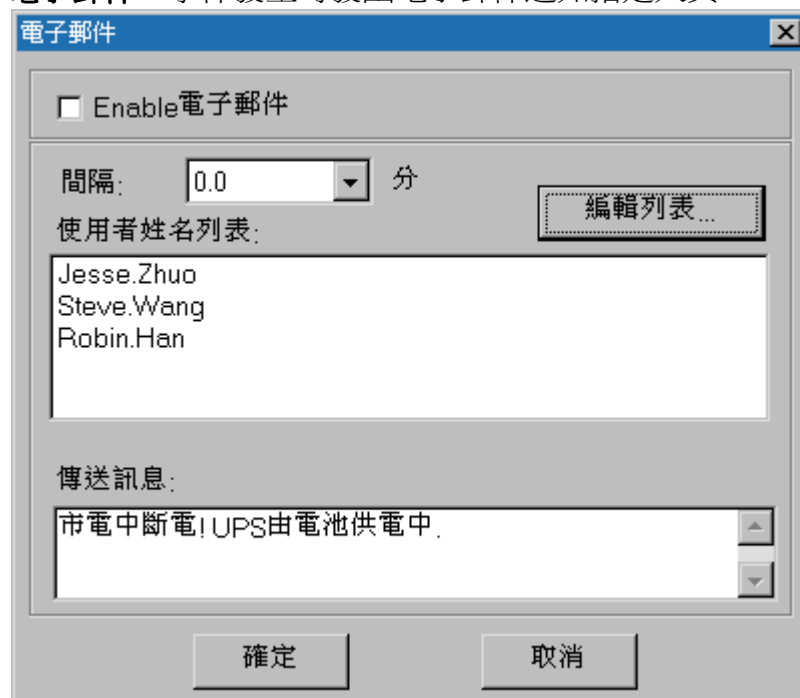 電子郵件
Enable電子郵件
間隔: 0.0 分
編輯列表...
使用者姓名列表:
Jesse.Zhuo
Steve.Wang
Robin.Han
傳送訊息:
市電中斷電!UPS由電池供電中.
確定 取消